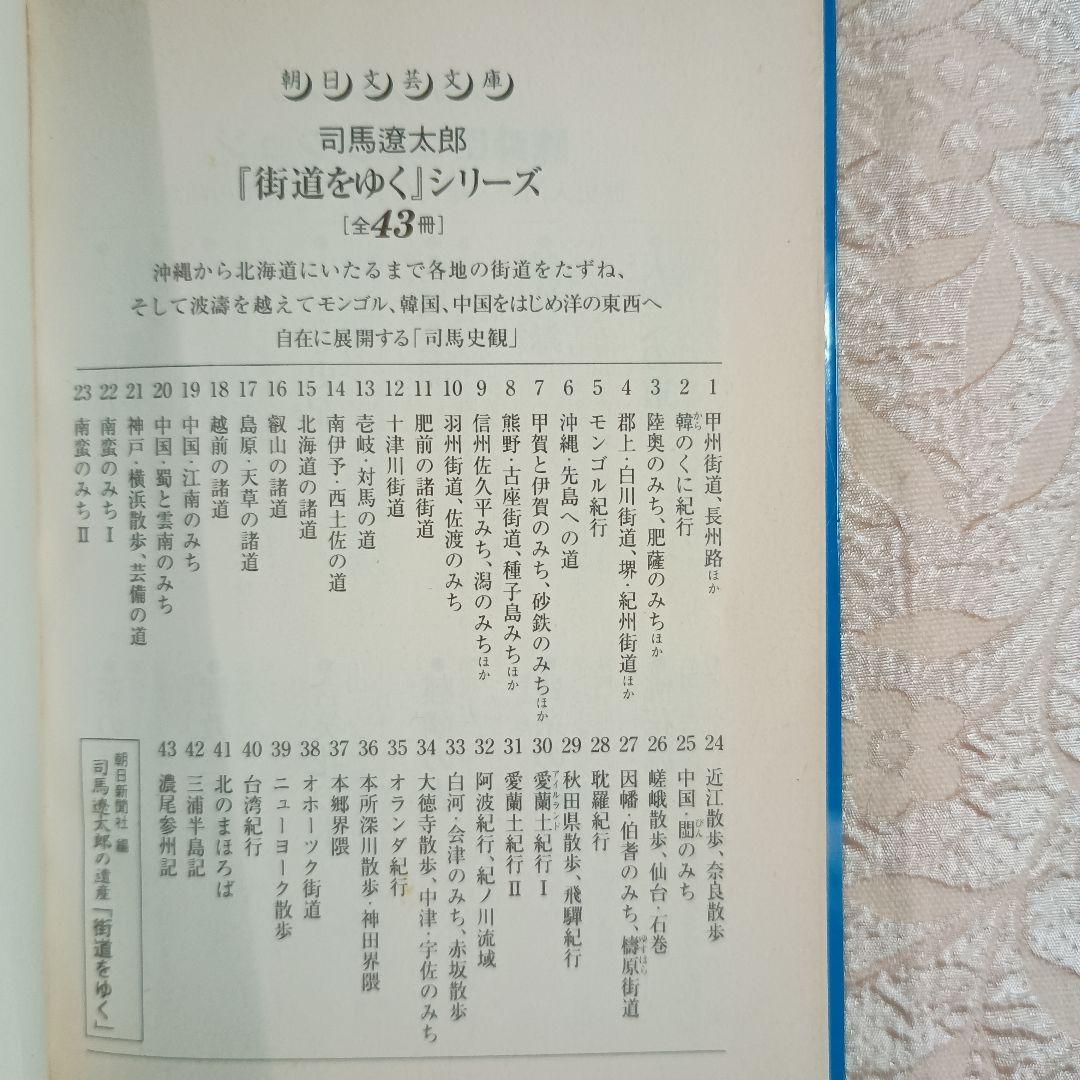 朝日文芸文庫
司馬遼太郎
『街道をゆく』シリーズ
[全43冊]
沖縄から北海道にいたるまで各地の街道をたずね、
そして波濤を越えてモンゴル、韓国、中国をはじめ洋の東西へ
自在に展開する「司馬史観」
1 甲州街道、長州路ほか
2 韓のくに紀行
から
3 陸奥のみち、肥薩のみちほか
4 郡上・白川街道、堺・紀州街道ほか
5 モンゴル紀行
6 沖縄・先島への道
7 甲賀と伊賀のみち、砂鉄のみちほか
8 熊野・古座街道、種子島みちほか
9 信州佐久平みち、潟のみちほか
10 羽州街道、佐渡のみち
11 肥前の諸街道
12 十津川街道
13 壱岐・対馬の道
14 南伊予・西土佐の道
15 北海道の諸道
16 叡山の諸道
17 島原・天草の諸道
18 越前の諸道
19 中国・江南のみち
20 中国・蜀と雲南のみち
21 神戸・横浜散歩、芸備の道
22 南蛮のみちⅠ
23 南蛮のみちⅡ
24 近江散歩、奈良散歩
25 中国・閩のみち
びん
26 嵯峨散歩、仙台・石巻
27 因幡・伯耆のみち、檮原街道
ゆすはら
28 耽羅紀行
29 秋田県散歩、飛騨紀行
30 愛蘭土紀行Ⅰ
アイルランド
31 愛蘭土紀行Ⅱ
32 阿波紀行、紀ノ川流域
33 白河・会津のみち、赤坂散歩
34 大徳寺散歩、中津・宇佐のみち
35 オランダ紀行
36 本所深川散歩・神田界隈
37 本郷界隈
38 オホーツク街道
39 ニューヨーク散歩
40 台湾紀行
41 北のまほろば
42 三浦半島記
43 濃尾参州記
朝日新聞社 編
司馬遼太郎の遺産「街道をゆく」